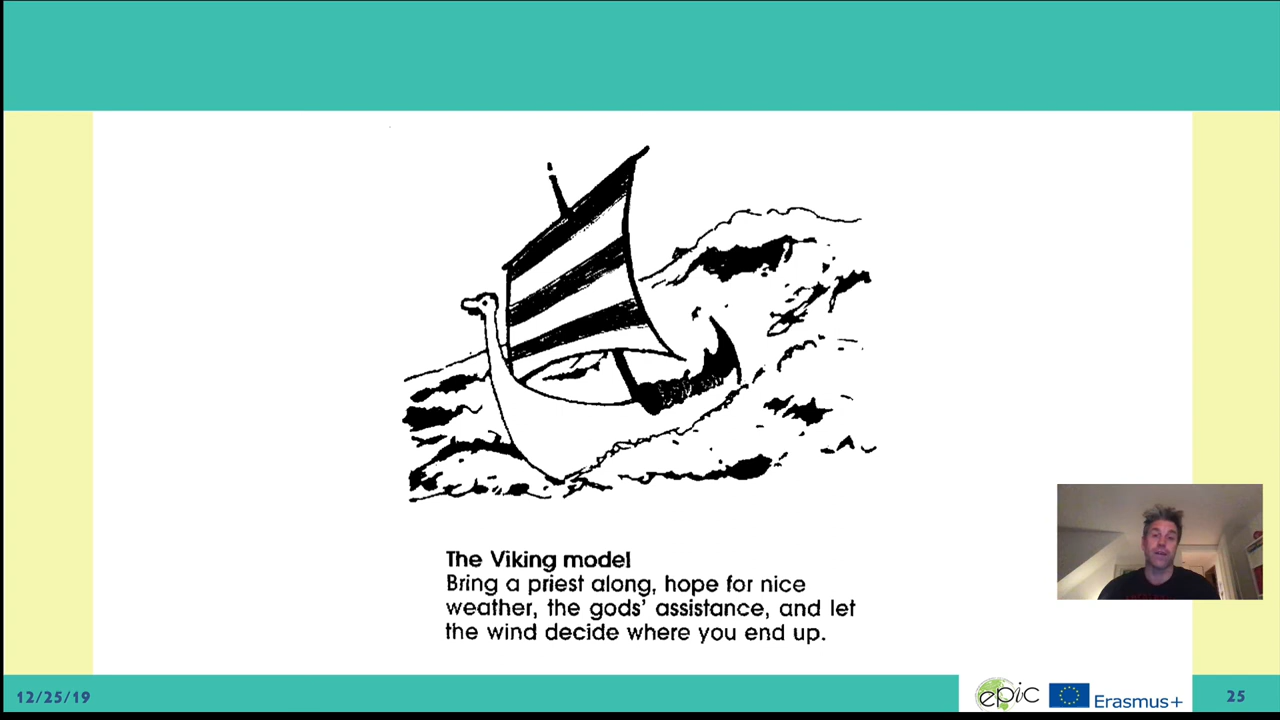 The Viking model
Bring a priest along, hope for nice
weather, the gods' assistance, and let
the wind decide where you end up.
12/25/19
epic
Erasmus+
25